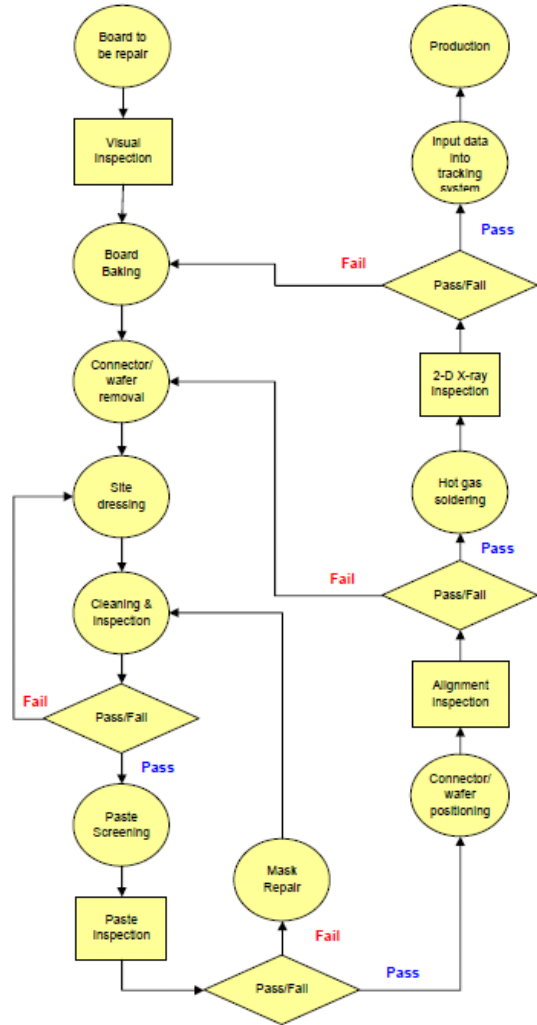 Board to
be repair
Visual
Inspection
Board
Baking
Connector/
wafer
removal
Site
dressing
Cleaning &
Inspection
Fail
Pass/Fail
Pass
Paste
Screening
Paste
Inspection
Pass/Fail
Fail
Mask
Repair
Pass
Connector/
wafer
positioning
Alignment
Inspection
Pass/Fail
Fail
Pass
Hot gas
soldering
2-D X-ray
Inspection
Pass/Fail
Fail
Pass
Input data
into
tracking
system
Production